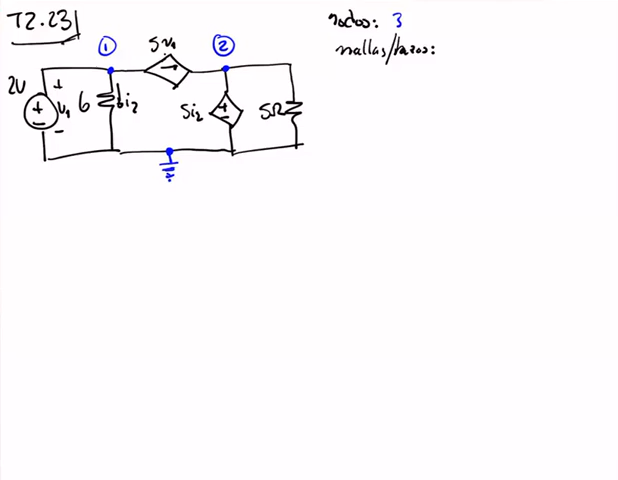 T2.23
nodos: 3
mallas/lazos:
① 5v₁ ②
2V + v₁ - 6 i₂ 5i₂ 5Ω